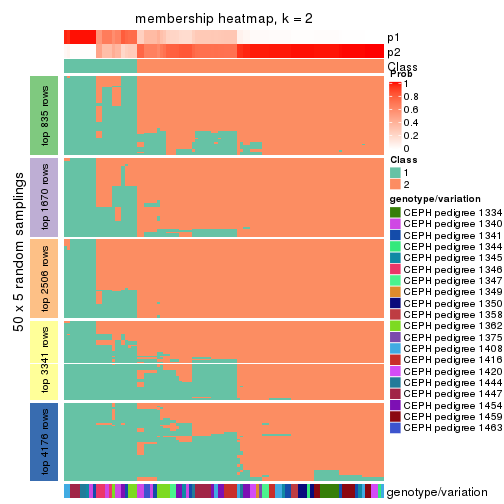 membership heatmap, k = 2
p1
p2
Class
Prob
1
0.8
0.6
0.4
0.2
0
Class
1
2
genotype/variation
CEPH pedigree 1334
CEPH pedigree 1340
CEPH pedigree 1341
CEPH pedigree 1344
CEPH pedigree 1345
CEPH pedigree 1346
CEPH pedigree 1347
CEPH pedigree 1349
CEPH pedigree 1350
CEPH pedigree 1358
CEPH pedigree 1362
CEPH pedigree 1375
CEPH pedigree 1408
CEPH pedigree 1416
CEPH pedigree 1420
CEPH pedigree 1444
CEPH pedigree 1447
CEPH pedigree 1454
CEPH pedigree 1459
CEPH pedigree 1463
50 x 5 random samplings
top 835 rows
top 1670 rows
top 2506 rows
top 3341 rows
top 4176 rows
genotype/variation